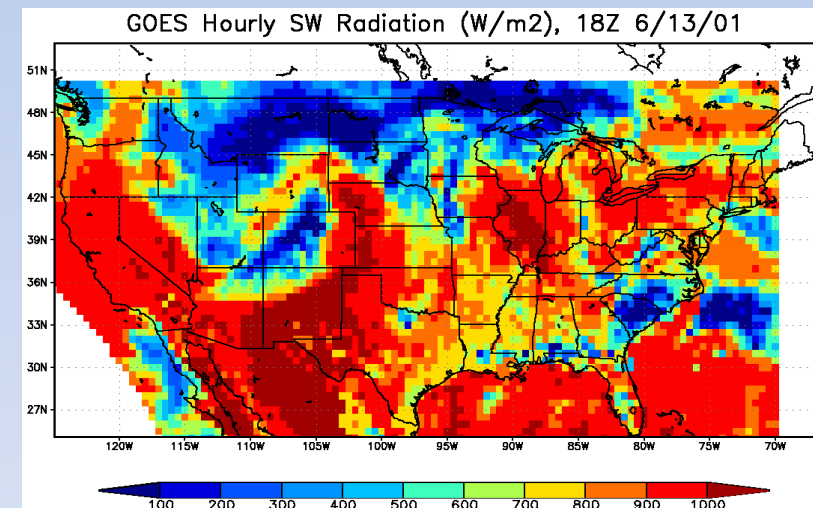 GOES Hourly SW Radiation (W/m2), 18Z 6/13/01
51N
48N
45N
42N
39N
36N
33N
30N
27N
120W 115W 110W 105W 100W 95W 90W 85W 80W 75W 70W
100 200 300 400 500 600 700 800 900 1000